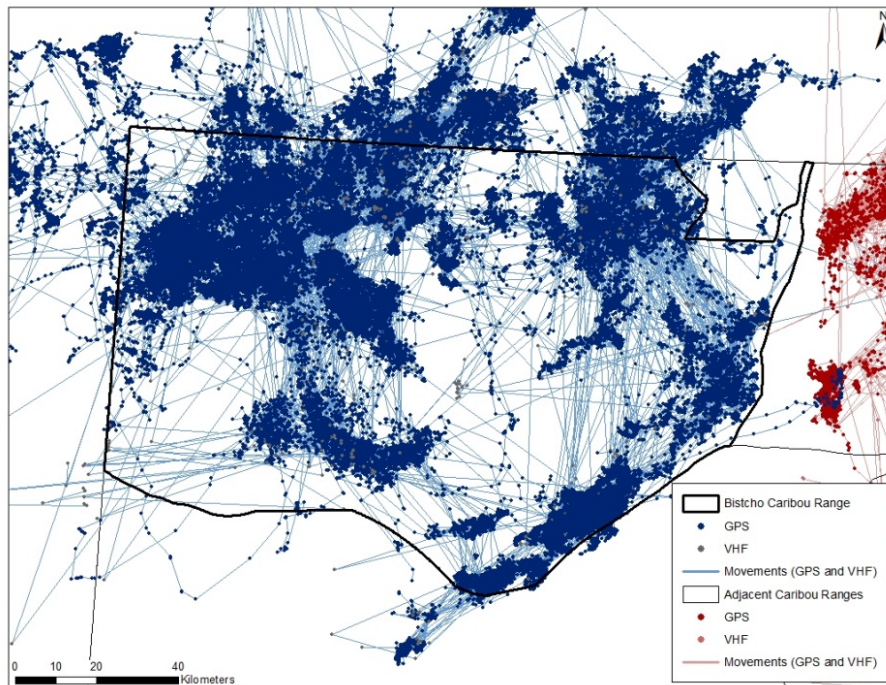 N
Bistcho Caribou Range
GPS
VHF
Movements (GPS and VHF)
Adjacent Caribou Ranges
GPS
VHF
Movements (GPS and VHF)
0 10 20 40
Kilometers